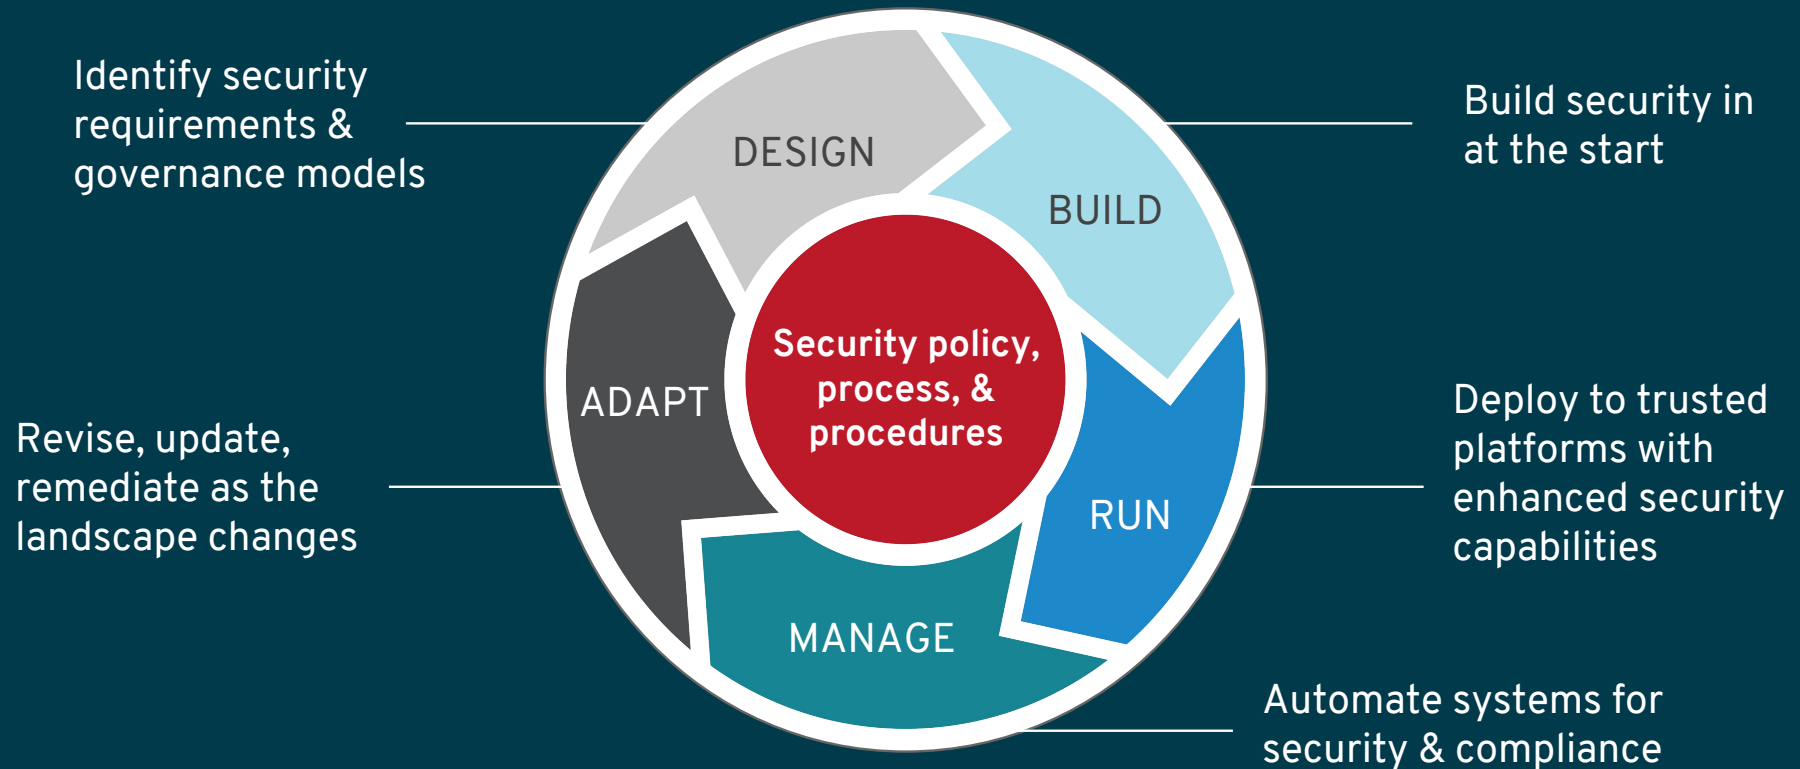 Identify security
requirements &
governance models
DESIGN
Build security in
at the start
BUILD
Security policy,
process, &
procedures
ADAPT
Revise, update,
remediate as the
landscape changes
Deploy to trusted
platforms with
enhanced security
capabilities
RUN
MANAGE
Automate systems for
security & compliance